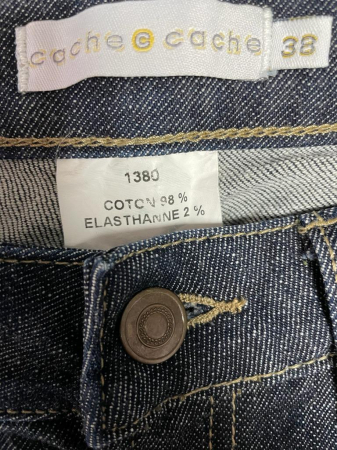 cache c cache
38
1380
COTON 98 %
ELASTHANNE 2 %